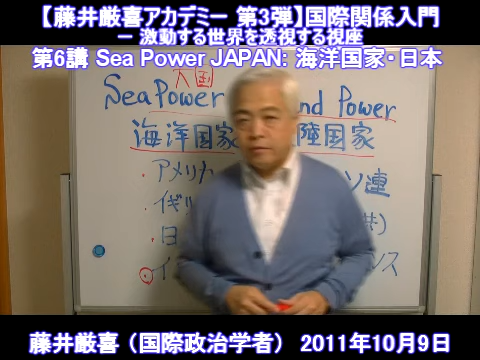 【藤井厳喜アカデミー 第3弾】国際関係入門
－ 激動する世界を透視する視座
第6講 Sea Power JAPAN: 海洋国家・日本
入国
Sea Power nd Power
海洋国家 陸国家
・アメリカ ソ連
・イギリ
・日
・イ ンス
藤井厳喜（国際政治学者） 2011年10月9日